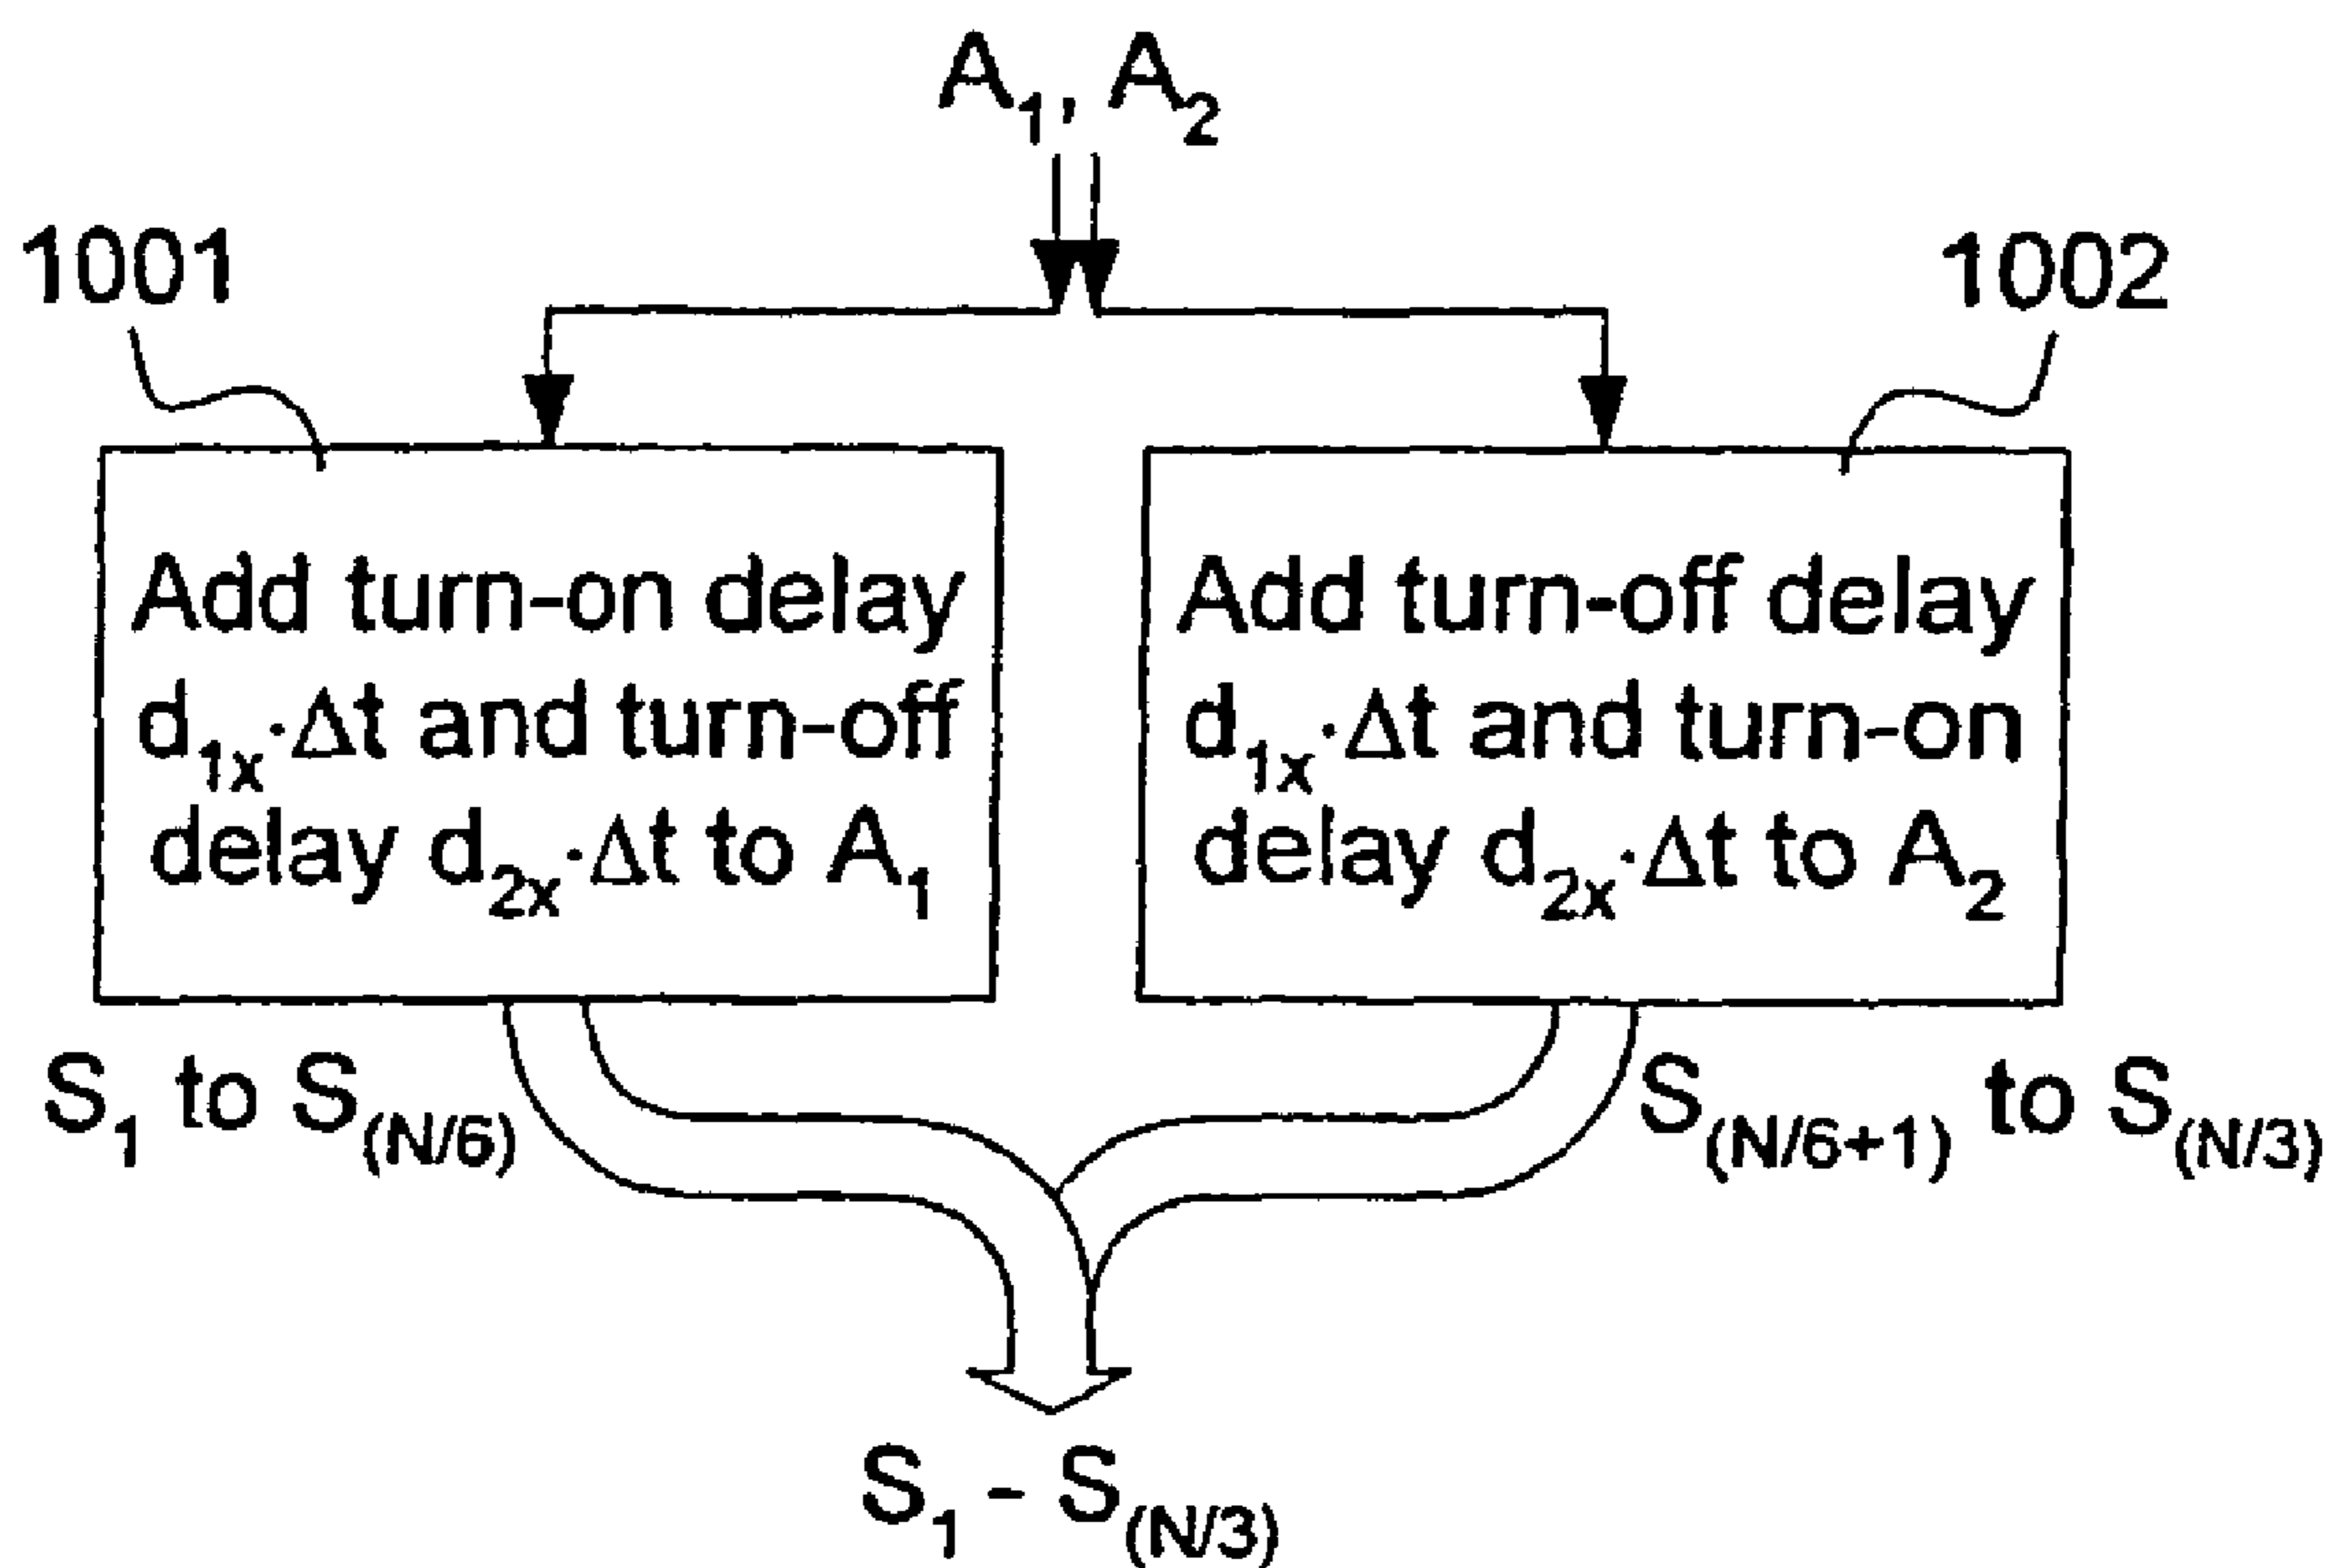 A₁, A₂
1001
1002
Add turn-on delay
d₁ₓ·Δt and turn-off
delay d₂ₓ·Δt to A₁
Add turn-off delay
d₁ₓ·Δt and turn-on
delay d₂ₓ·Δt to A₂
S₁ to S₍N/6₎
S₍N/6+1₎ to S₍N/3₎
S₁ - S₍N/3₎